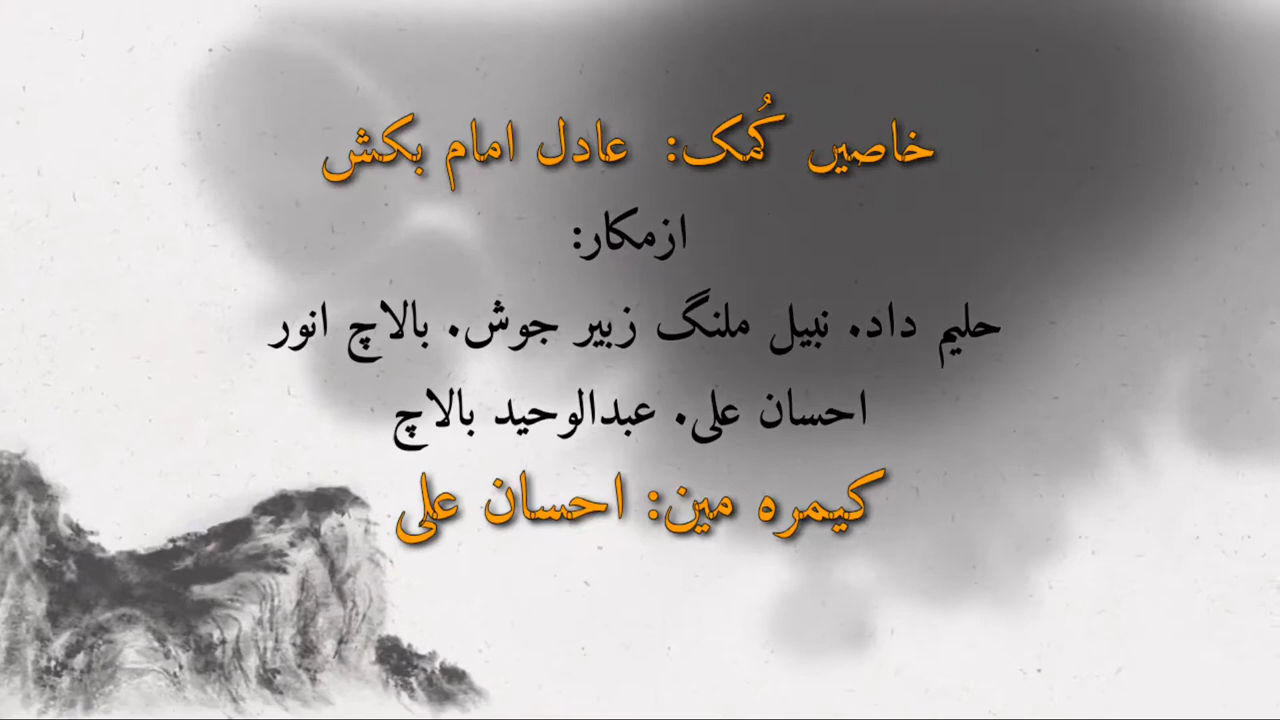 خاصیں کُمک: عادل امام بکش
ازمکار:
حلیم داد. نبیل ملنگ زبیر جوش. بالاچ انور
احسان علی. عبدالوحید بالاچ
کیمره مین: احسان علی